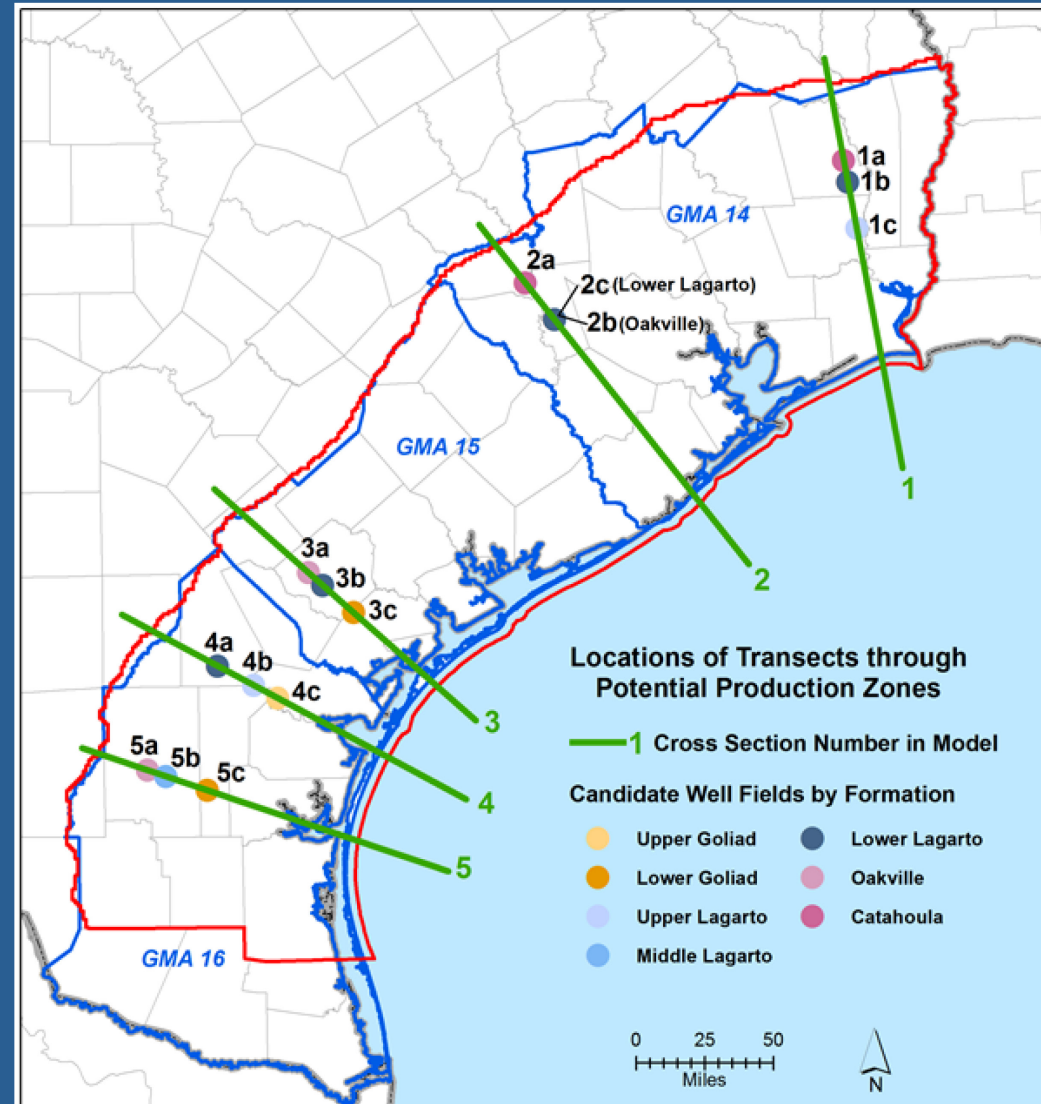 1a
1b
GMA 14
1c
2a
2c (Lower Lagarto)
2b (Oakville)
GMA 15
1
2
3a
3b
3c
4a
4b
4c
3
5a
5b
5c
4
5
GMA 16
Locations of Transects through
Potential Production Zones
1 Cross Section Number in Model
Candidate Well Fields by Formation
Upper Goliad
Lower Lagarto
Lower Goliad
Oakville
Upper Lagarto
Catahoula
Middle Lagarto
0 25 50
Miles
N